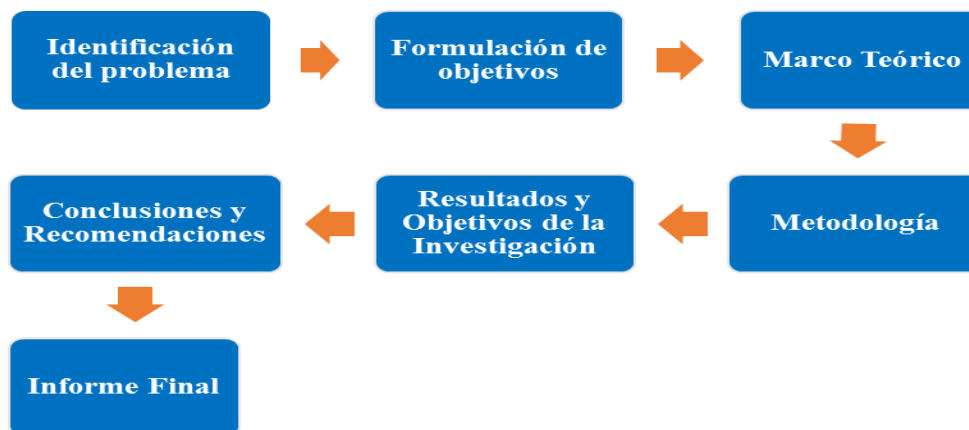 Identificación
del problema
Formulación de
objetivos
Marco Teórico
Metodología
Resultados y
Objetivos de la
Investigación
Conclusiones y
Recomendaciones
Informe Final